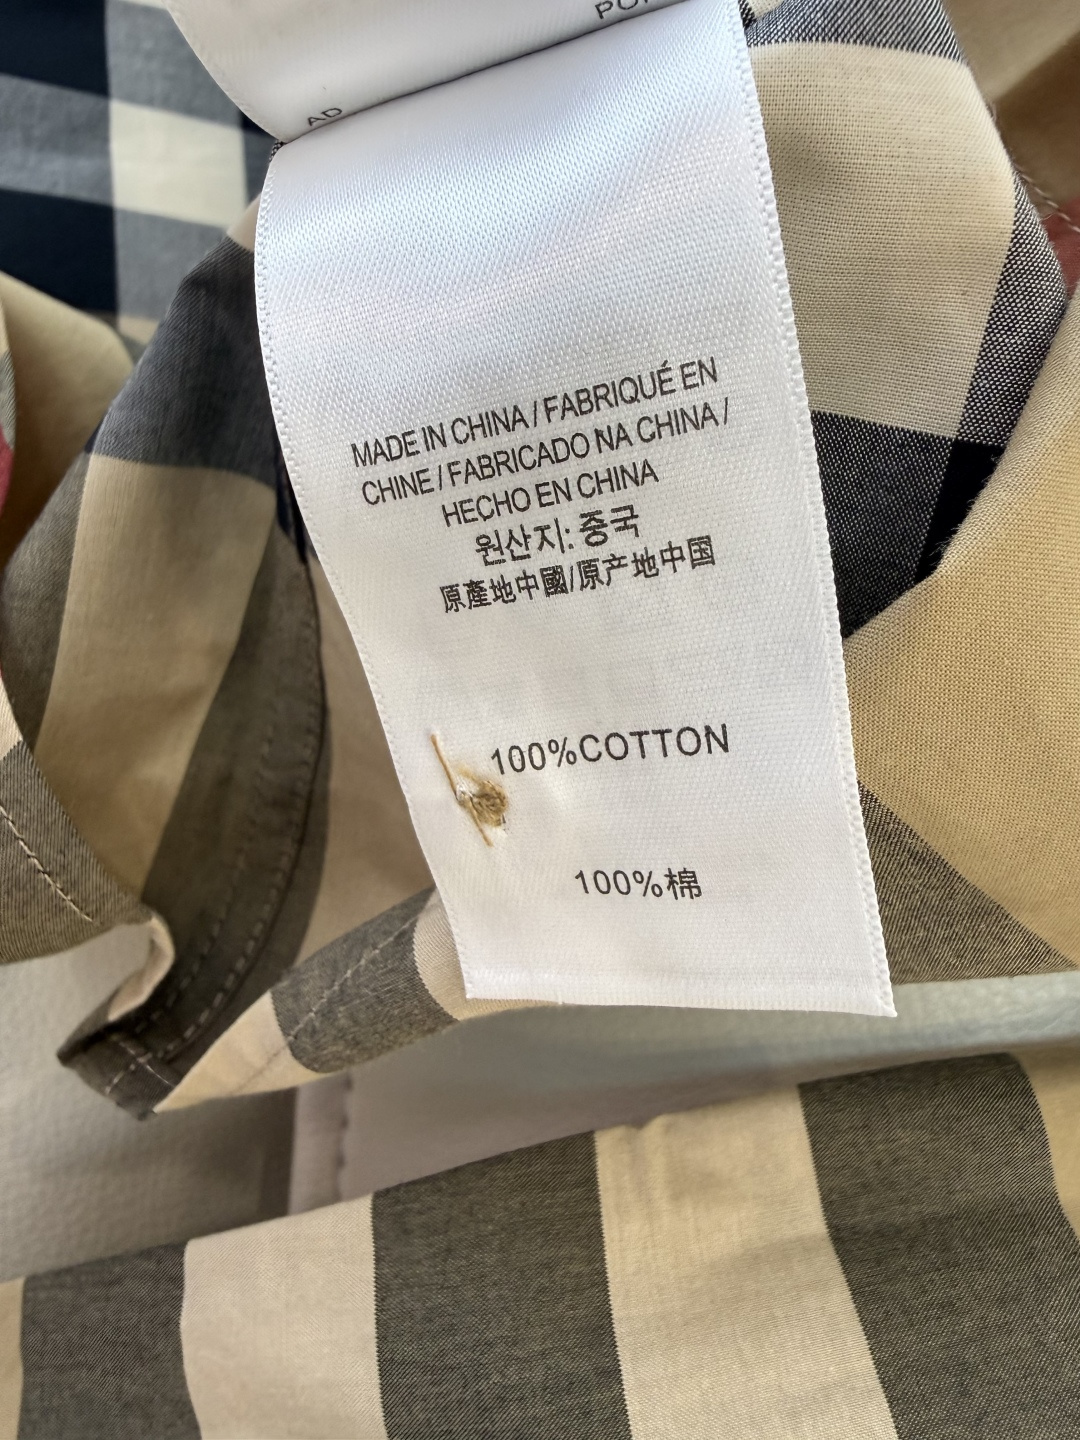 AD
MADE IN CHINA / FABRIQUÉ EN
CHINE / FABRICADO NA CHINA /
HECHO EN CHINA
원산지: 중국
原產地中國/原产地中国
100%COTTON
100%棉